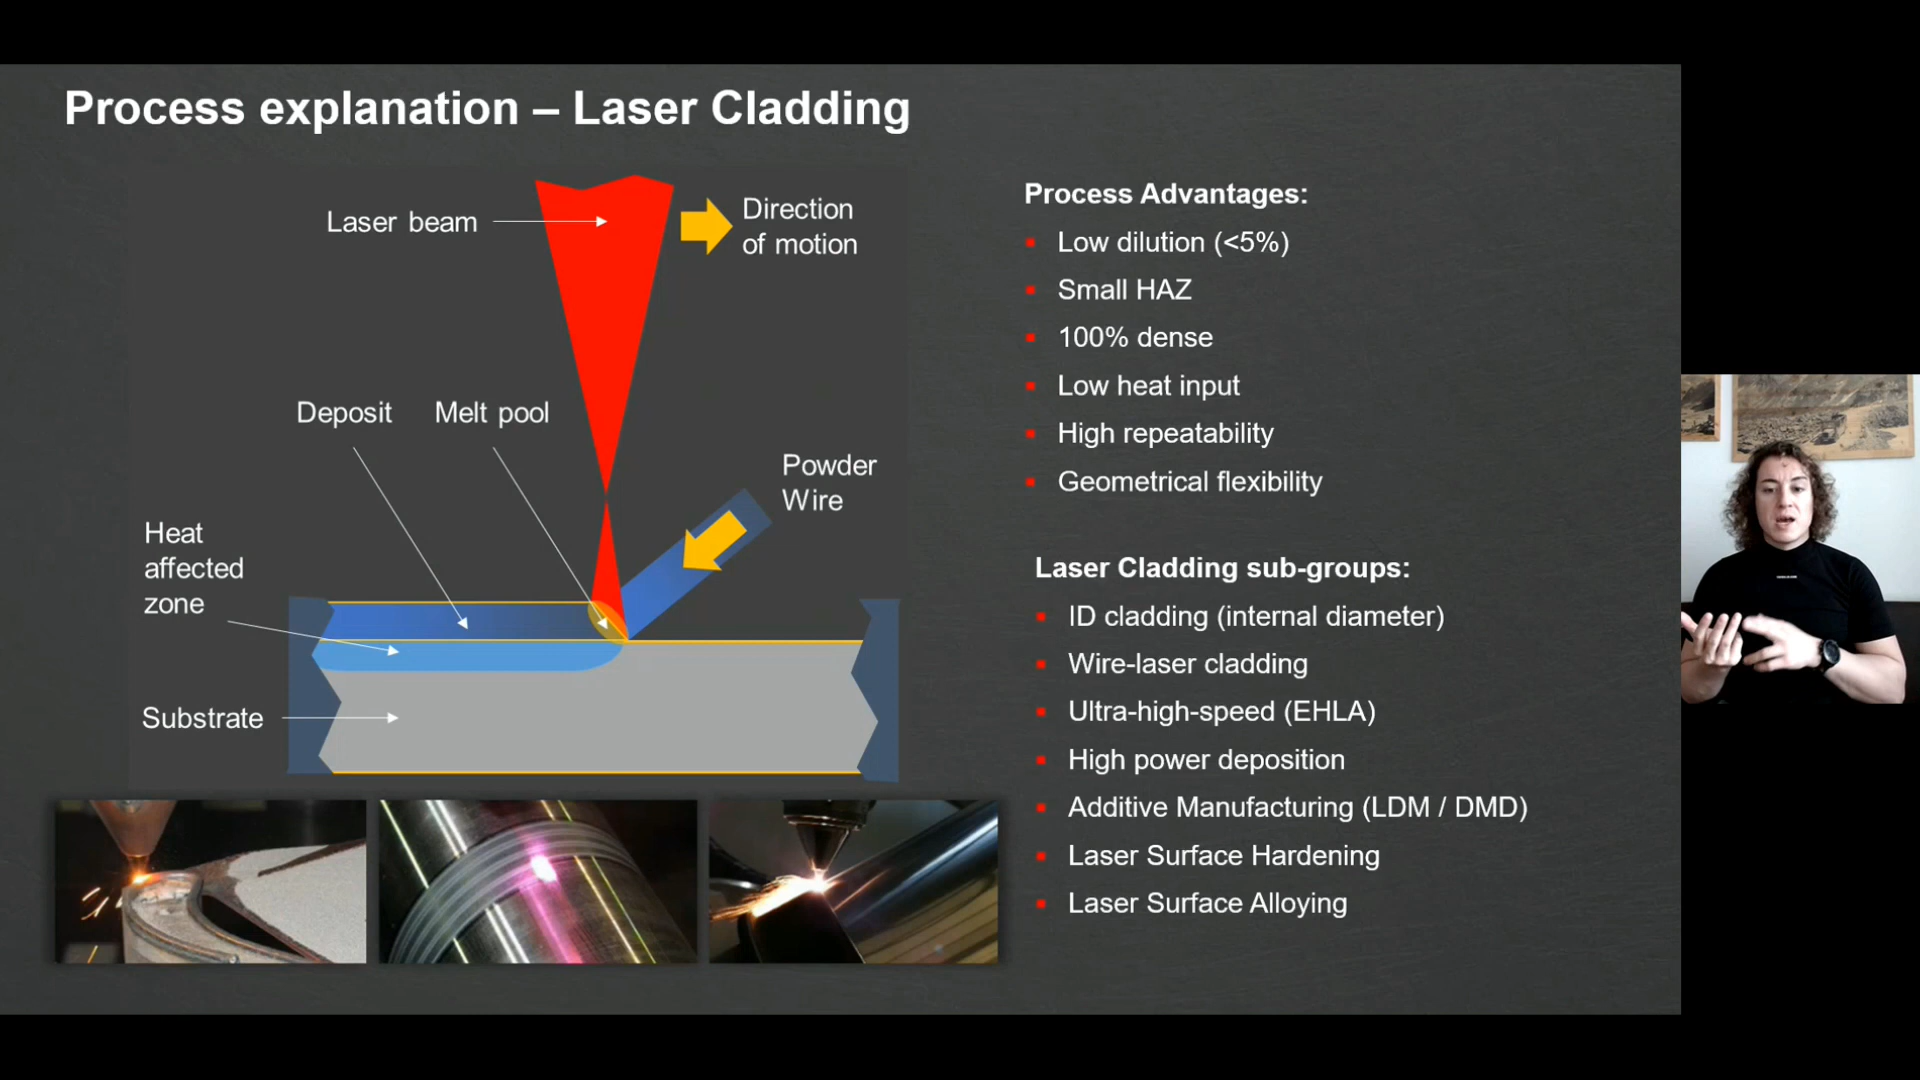 Process explanation – Laser Cladding
Laser beam
Direction
of motion
Deposit
Melt pool
Powder
Wire
Heat
affected
zone
Substrate
Process Advantages:
Low dilution (<5%)
Small HAZ
100% dense
Low heat input
High repeatability
Geometrical flexibility
Laser Cladding sub-groups:
ID cladding (internal diameter)
Wire-laser cladding
Ultra-high-speed (EHLA)
High power deposition
Additive Manufacturing (LDM / DMD)
Laser Surface Hardening
Laser Surface Alloying